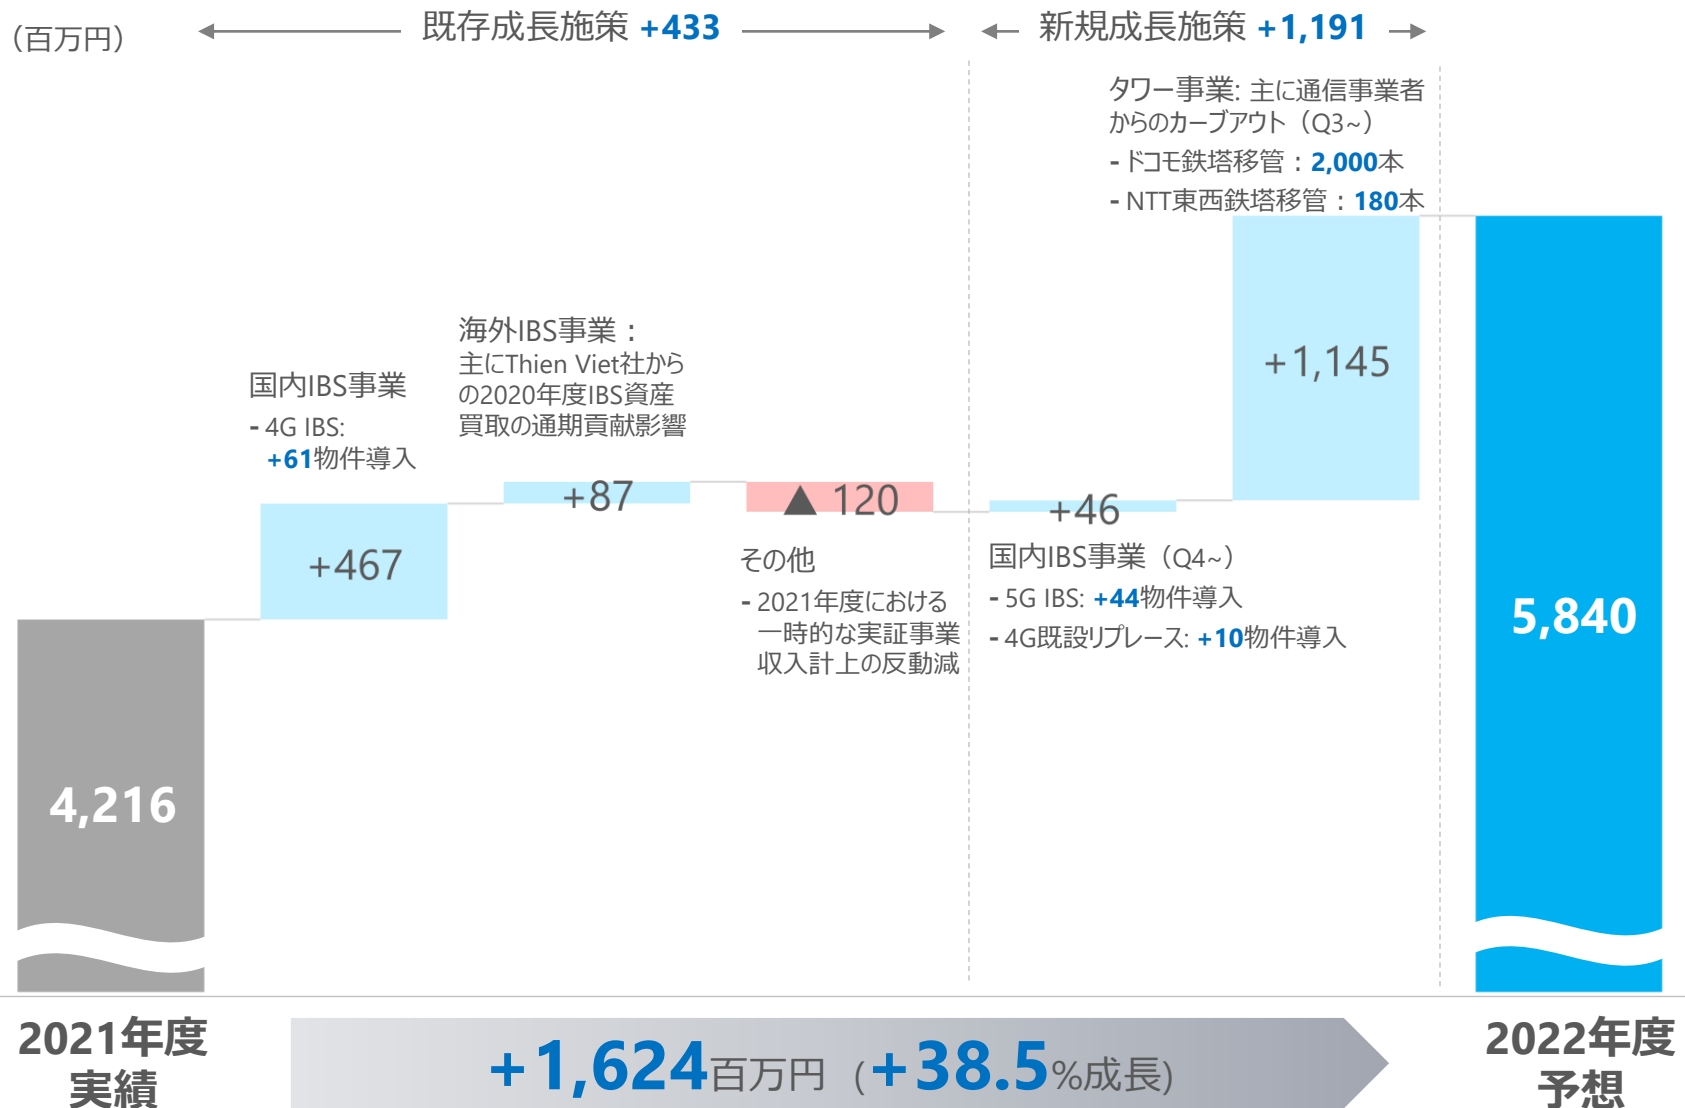 （百万円）
既存成長施策 +433
新規成長施策 +1,191
タワー事業: 主に通信事業者
からのカーブアウト（Q3~）
- ドコモ鉄塔移管：2,000本
- NTT東西鉄塔移管：180本
海外IBS事業：
主にThien Viet社から
の2020年度IBS資産
買取の通期貢献影響
国内IBS事業
- 4G IBS:
+61物件導入
+1,145
+87
▲ 120
+46
+467
その他
- 2021年度における
一時的な実証事業
収入計上の反動減
国内IBS事業（Q4~）
- 5G IBS: +44物件導入
- 4G既設リプレース: +10物件導入
5,840
4,216
2021年度
実績
+1,624百万円 (+38.5%成長)
2022年度
予想